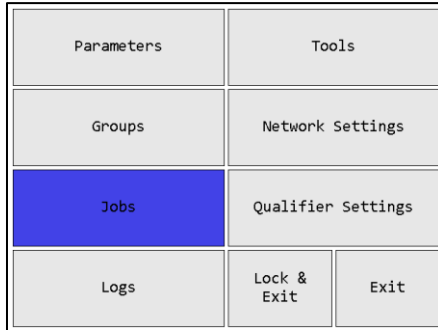 Parameters
Tools
Groups
Network Settings
Jobs
Qualifier Settings
Logs
Lock &
Exit
Exit